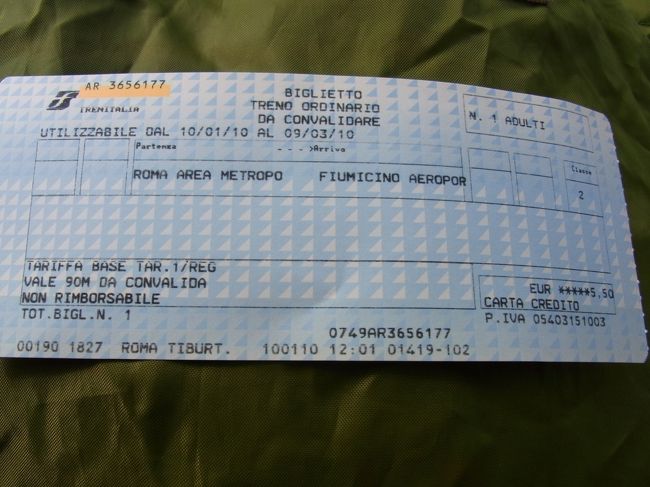 AR 3656177
TRENITALIA
BIGLIETTO
TRENO ORDINARIO
DA CONVALIDARE
N. 1 ADULTI
UTILIZZABILE DAL 10/01/10 AL 09/03/10
Partenza - - - >Arrivo Classe
ROMA AREA METROPO FIUMICINO AEROPOR 2
TARIFFA BASE TAR.1/REG
VALE 90M DA CONVALIDA
NON RIMBORSABILE
TOT.BIGL.N. 1
EUR *****5,50
CARTA CREDITO
P.IVA 05403151003
0749AR3656177
00190 1827 ROMA TIBURT. 100110 12:01 01419-102